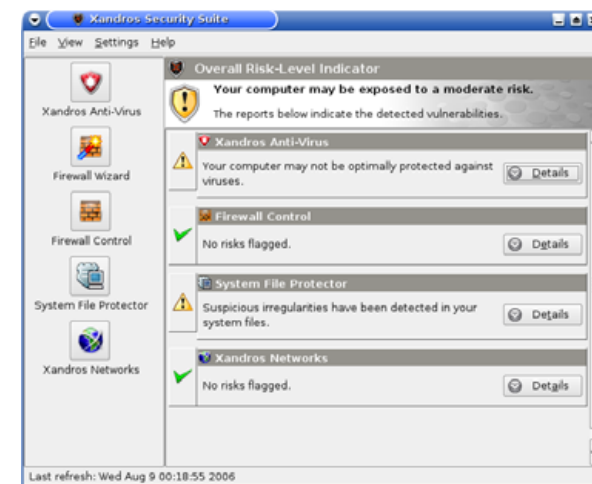 Xandros Security Suite
File View Settings Help
Xandros Anti-Virus
Firewall Wizard
Firewall Control
System File Protector
Xandros Networks
Overall Risk-Level Indicator
Your computer may be exposed to a moderate risk.
The reports below indicate the detected vulnerabilities.
Xandros Anti-Virus
Your computer may not be optimally protected against
viruses.
Details
Firewall Control
No risks flagged.
Details
System File Protector
Suspicious irregularities have been detected in your
system files.
Details
Xandros Networks
No risks flagged.
Details
Last refresh: Wed Aug 9 00:18:55 2006